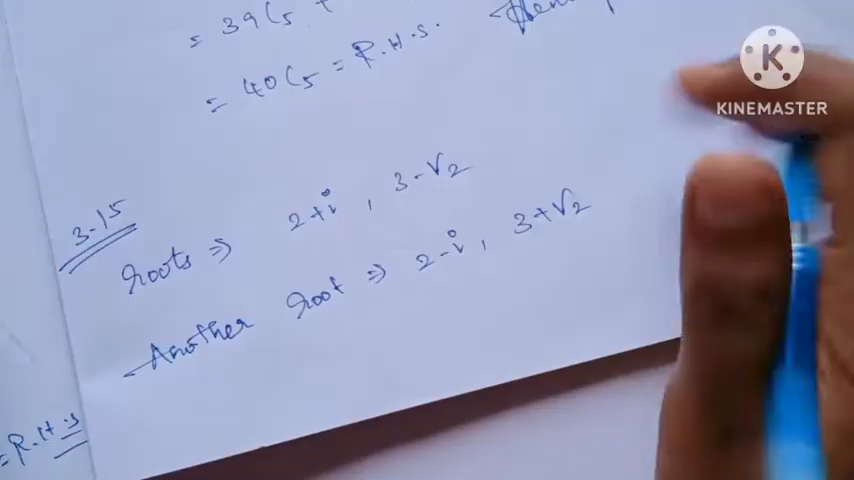 = 39C5 +
= 40C5 = R.H.S.
KINEMASTER
3.15
roots ⇒ 2+i, 3-√2
Another root ⇒ 2-i, 3+√2
= R.H.S